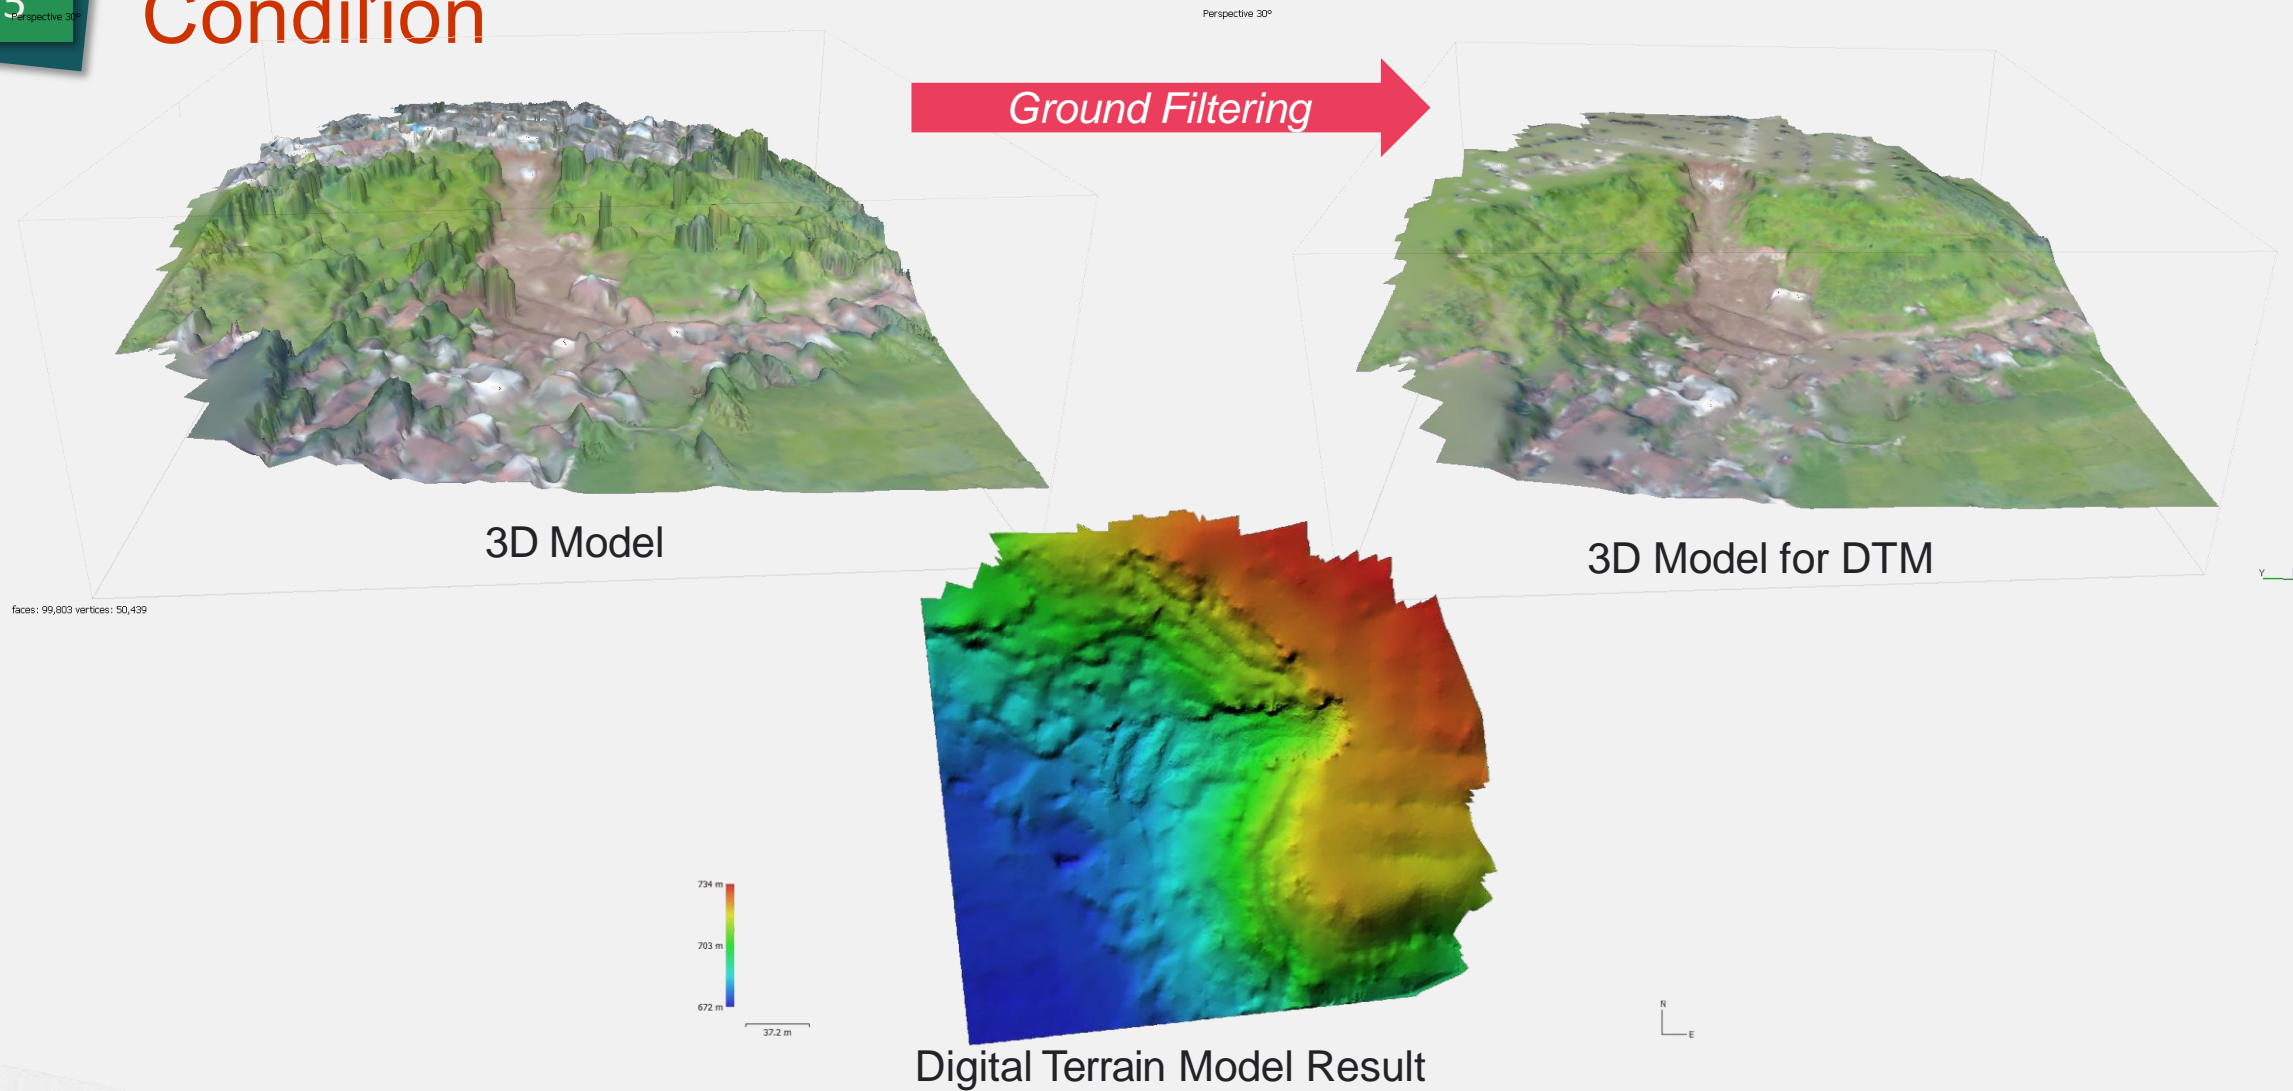 5
Perspective 30°
Condition
Perspective 30°
Ground Filtering
3D Model
3D Model for DTM
Y
faces: 99,803 vertices: 50,439
734 m
703 m
672 m
37.2 m
N
E
Digital Terrain Model Result